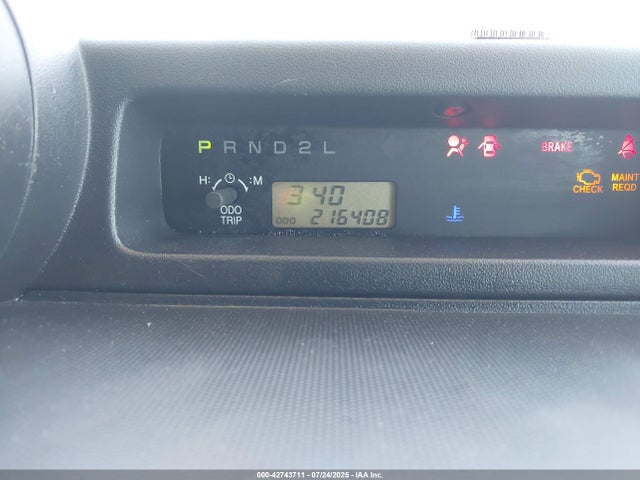 P R N D 2 L
BRAKE
H: :M
ODO
TRIP
3 40
ODO 216408
CHECK
MAINT
REQD
000-42743711 - 07/24/2025 - IAA Inc.